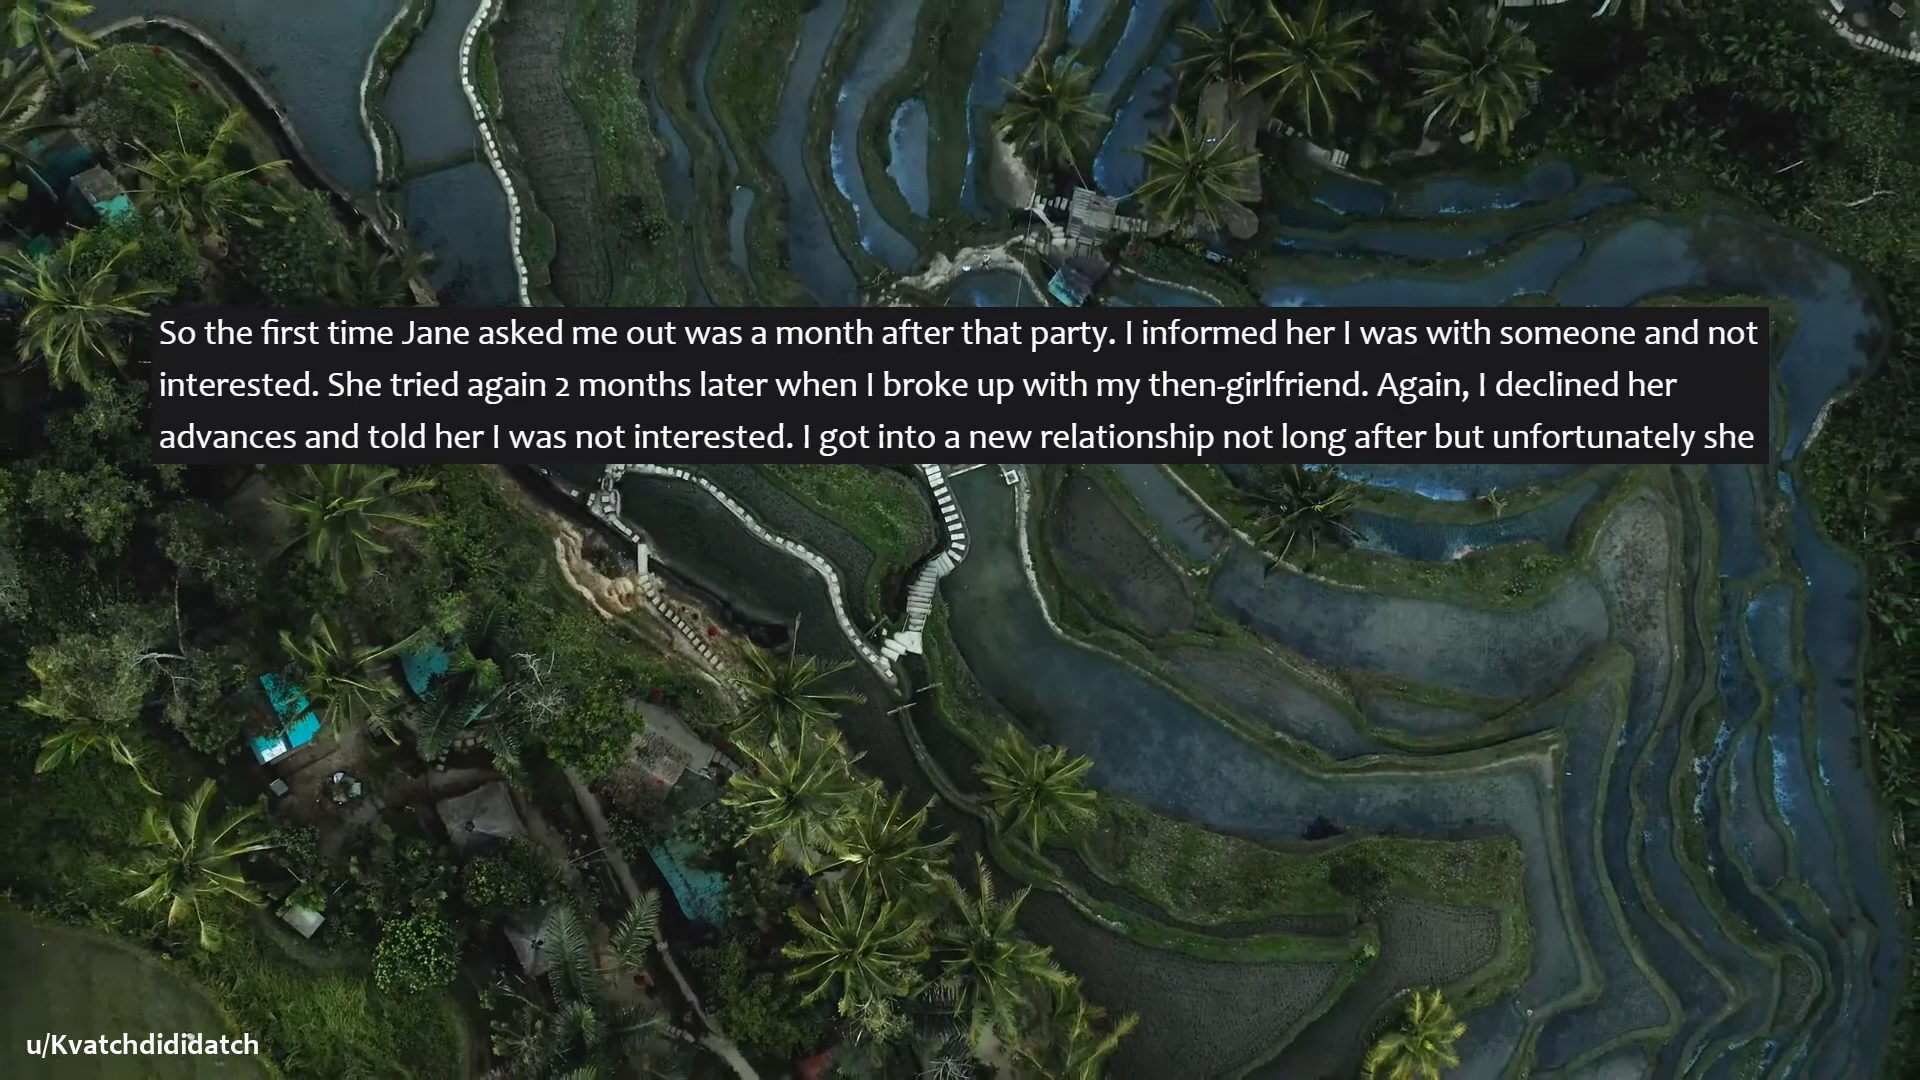 So the first time Jane asked me out was a month after that party. I informed her I was with someone and not
interested. She tried again 2 months later when I broke up with my then-girlfriend. Again, I declined her
advances and told her I was not interested. I got into a new relationship not long after but unfortunately she
u/Kvatchdididatch